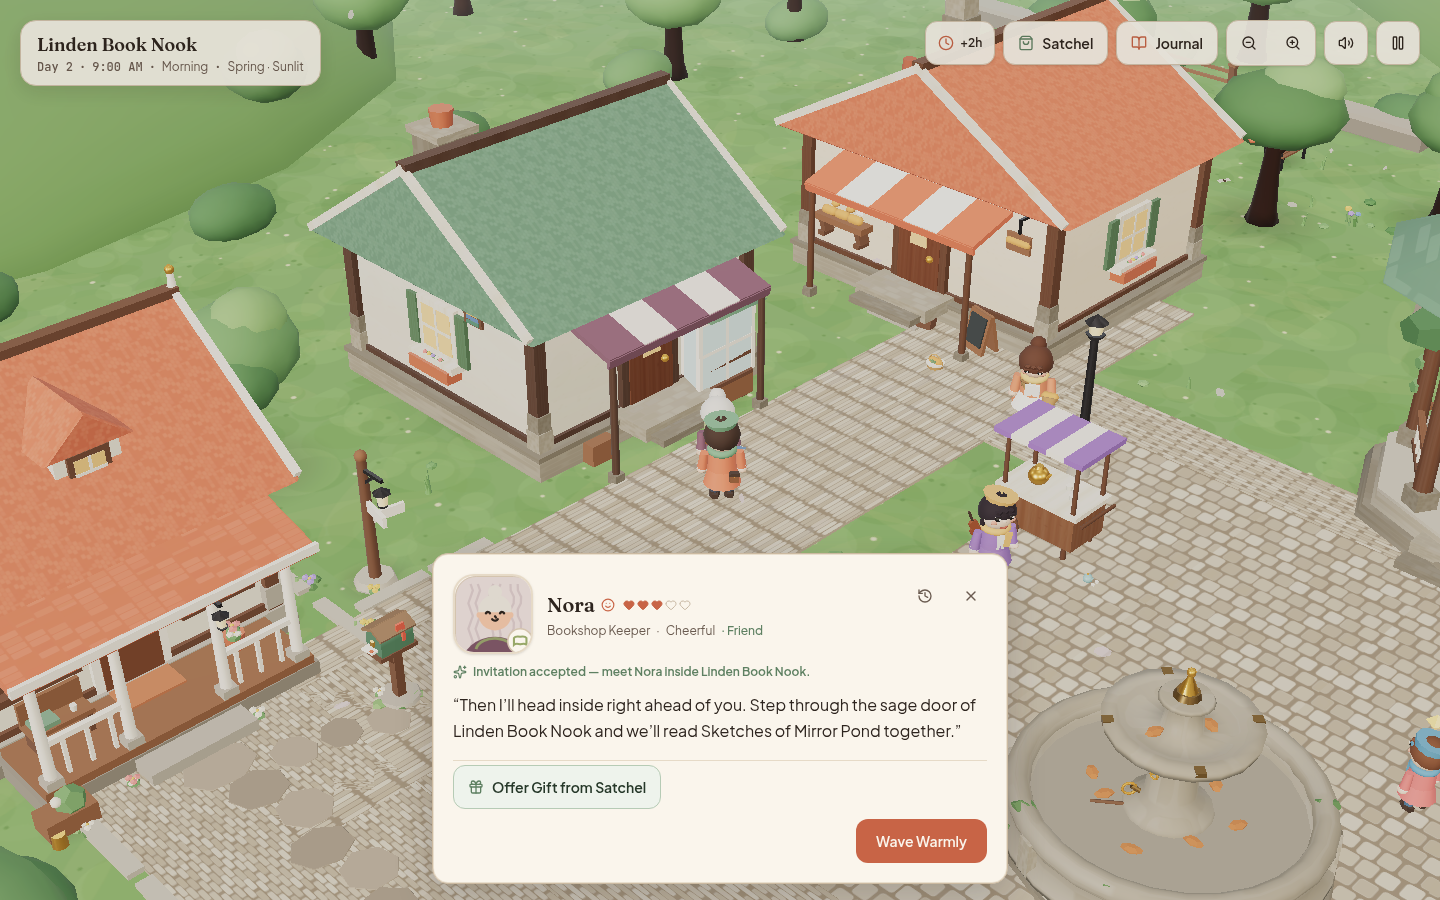 Linden Book Nook
Day 2 · 9:00 AM · Morning · Spring · Sunlit
+2h
Satchel
Journal
Nora
Bookshop Keeper · Cheerful · Friend
Invitation accepted — meet Nora inside Linden Book Nook.
“Then I’ll head inside right ahead of you. Step through the sage door of
Linden Book Nook and we’ll read Sketches of Mirror Pond together.”
Offer Gift from Satchel
Wave Warmly